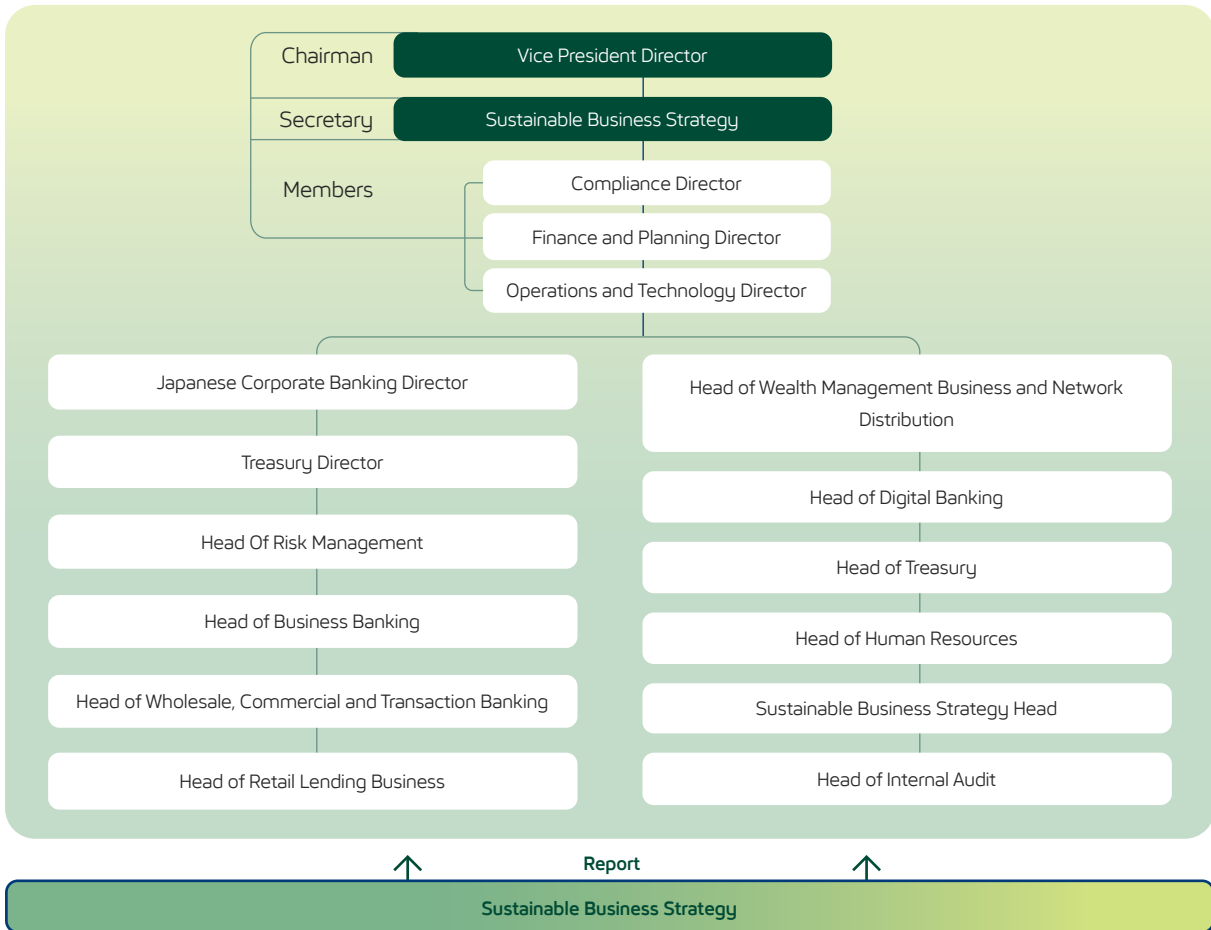 Chairman
Vice President Director
Secretary
Sustainable Business Strategy
Members
Compliance Director
Finance and Planning Director
Operations and Technology Director
Japanese Corporate Banking Director
Treasury Director
Head Of Risk Management
Head of Business Banking
Head of Wholesale, Commercial and Transaction Banking
Head of Retail Lending Business
Head of Wealth Management Business and Network
Distribution
Head of Digital Banking
Head of Treasury
Head of Human Resources
Sustainable Business Strategy Head
Head of Internal Audit
Report
Sustainable Business Strategy